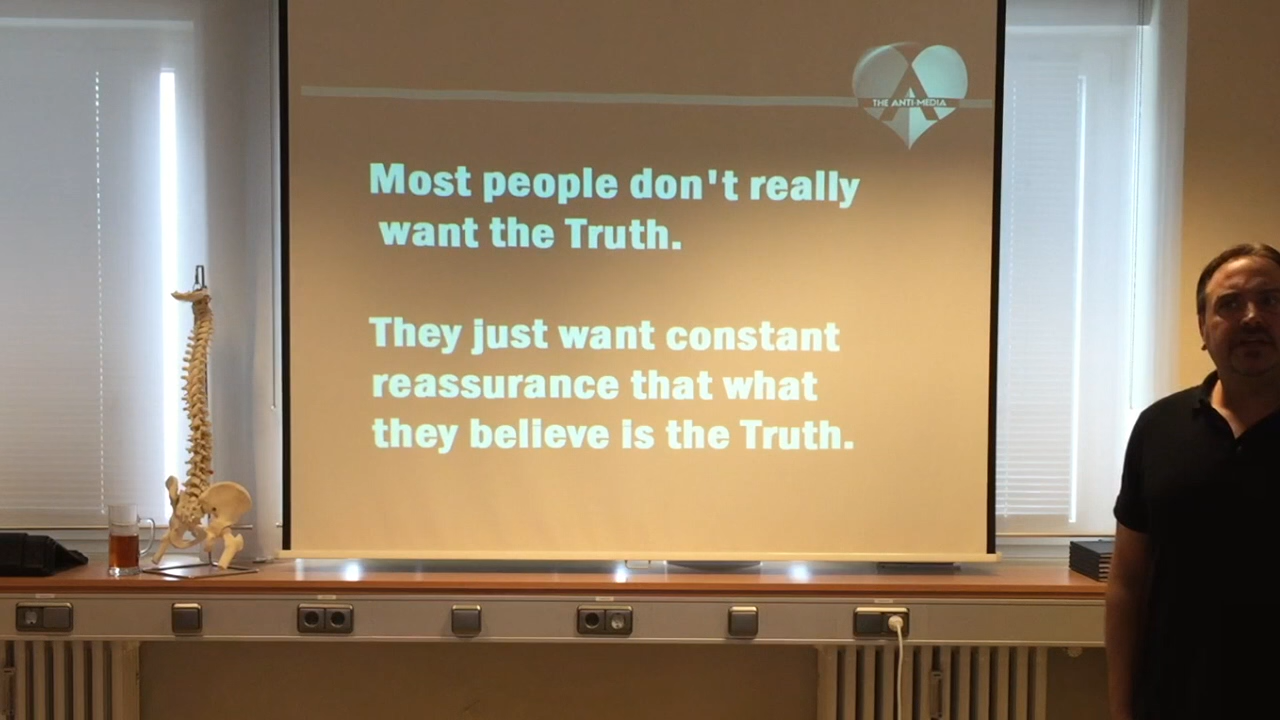 THE ANTI-MEDIA
Most people don't really
want the Truth.
They just want constant
reassurance that what
they believe is the Truth.